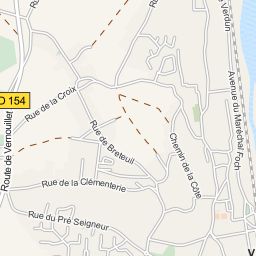 Verdun
D 154
Rue de la Croix
Avenue du Maréchal Foch
Rue de Breteuil
Chemin de la Côte
Route de Vernouillet
Rue de la Clémenterie
Rue du Pré Seigneur
V